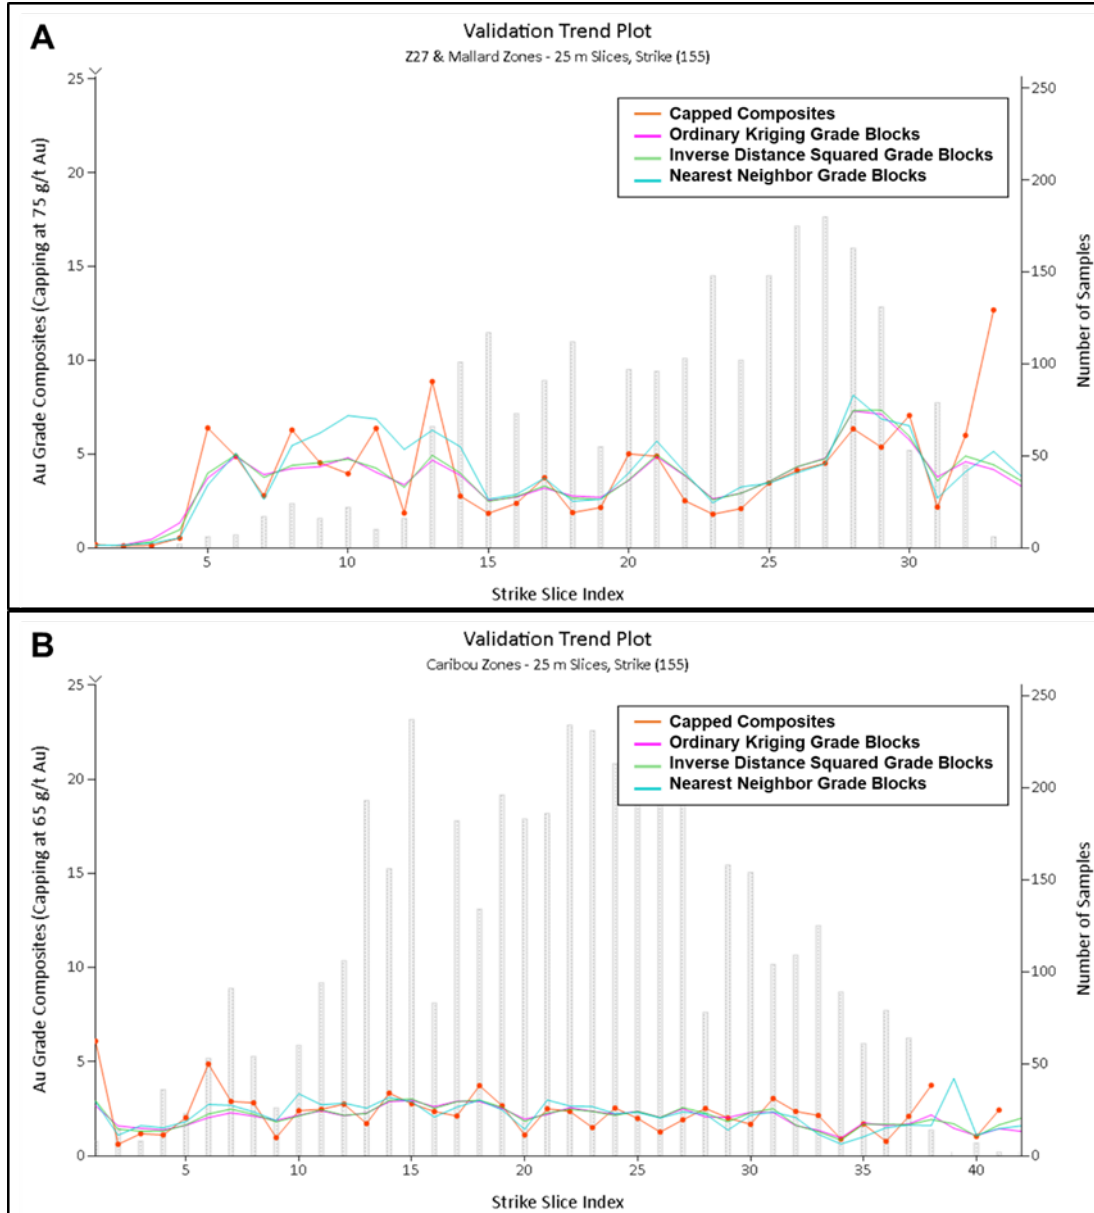 A
Validation Trend Plot
Z27 & Mallard Zones - 25 m Slices, Strike (155)
Au Grade Composites (Capping at 75 g/t Au)
25
20
15
10
5
0
Capped Composites
Ordinary Kriging Grade Blocks
Inverse Distance Squared Grade Blocks
Nearest Neighbor Grade Blocks
250
200
150
100
50
0
Number of Samples
5 10 15 20 25 30
Strike Slice Index
B
Validation Trend Plot
Caribou Zones - 25 m Slices, Strike (155)
Au Grade Composites (Capping at 65 g/t Au)
25
20
15
10
5
0
Capped Composites
Ordinary Kriging Grade Blocks
Inverse Distance Squared Grade Blocks
Nearest Neighbor Grade Blocks
250
200
150
100
50
0
Number of Samples
5 10 15 20 25 30 35 40
Strike Slice Index